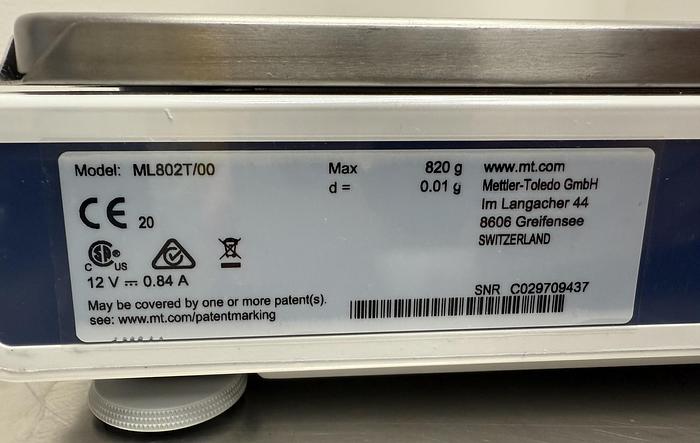 Model: ML802T/00
Max 820 g
d = 0.01 g
www.mt.com
Mettler-Toledo GmbH
Im Langacher 44
8606 Greifensee
SWITZERLAND
CE 20
C SA® US
12 V ⎓ 0.84 A
May be covered by one or more patent(s).
see: www.mt.com/patentmarking
SNR C029709437